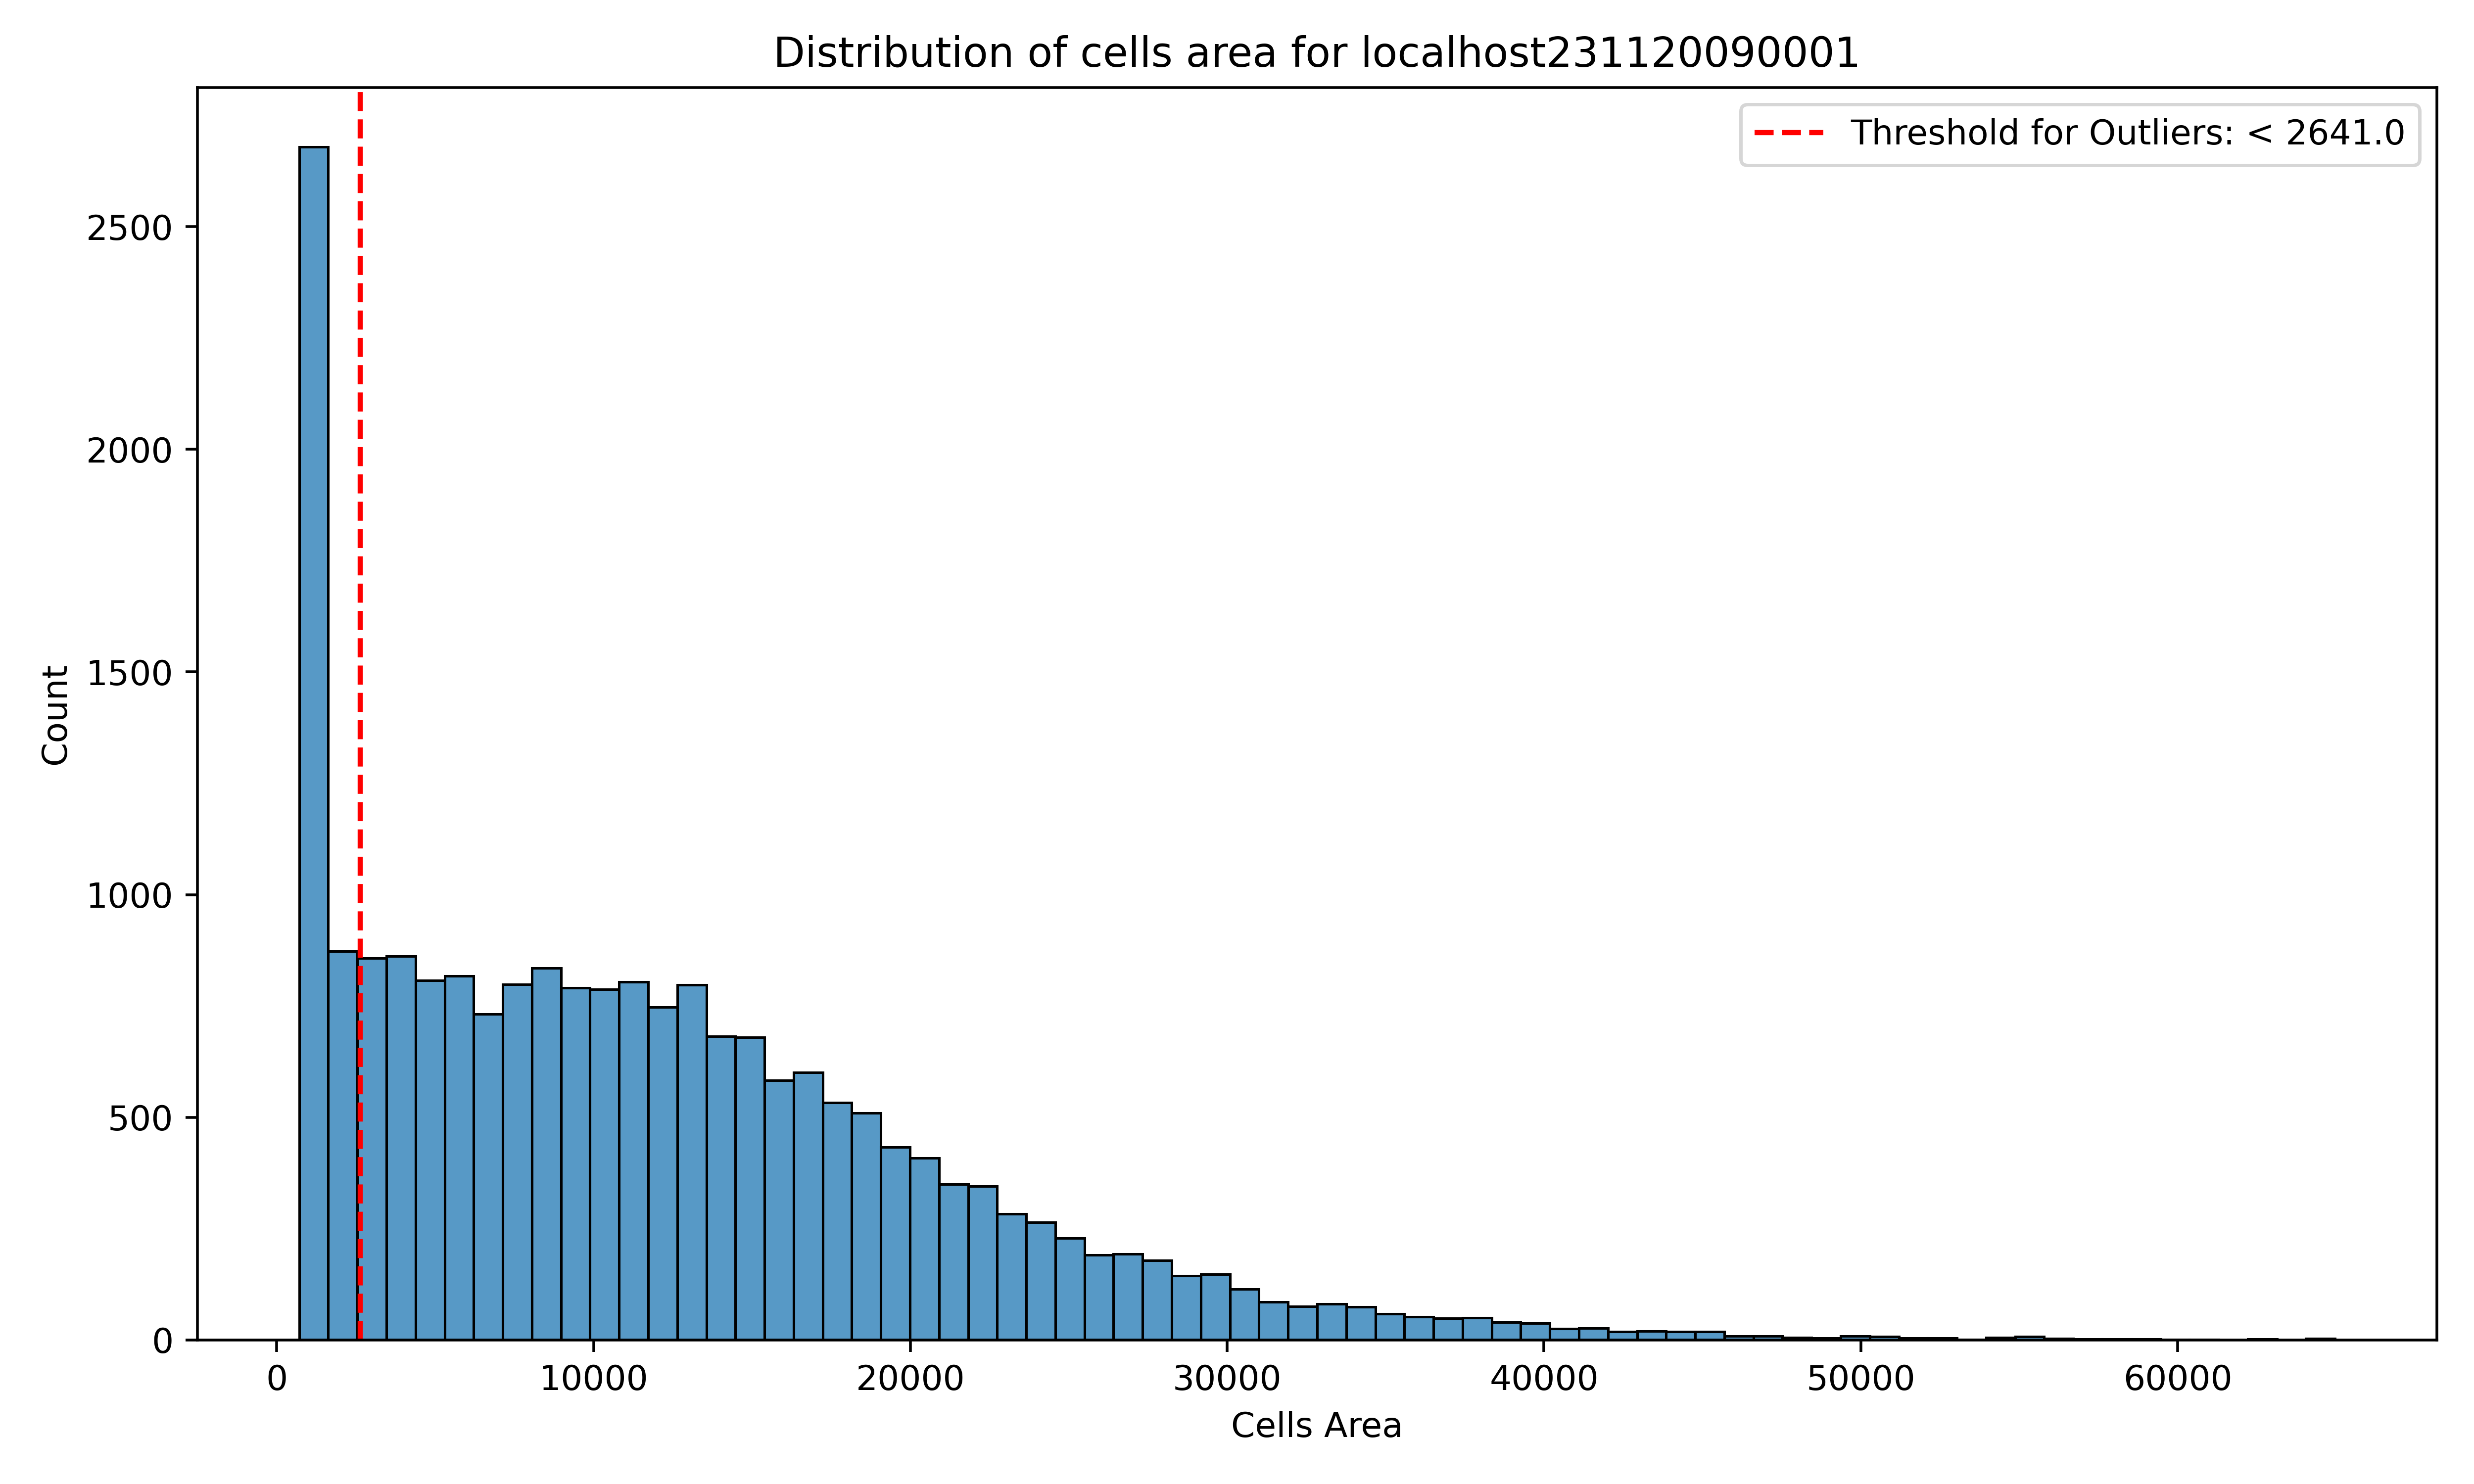 Distribution of cells area for localhost231120090001
Threshold for Outliers: < 2641.0
Count
2500
2000
1500
1000
500
0
0 10000 20000 30000 40000 50000 60000
Cells Area